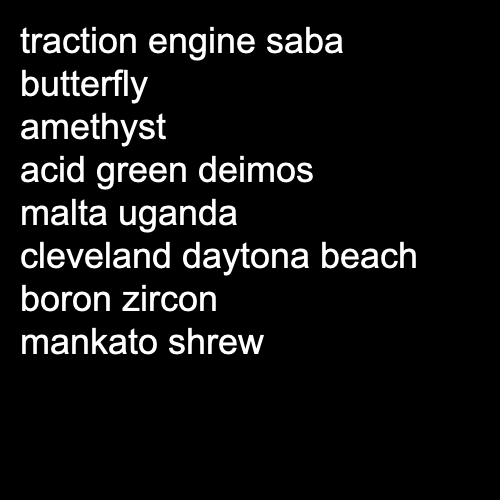 traction engine saba
butterfly
amethyst
acid green deimos
malta uganda
cleveland daytona beach
boron zircon
mankato shrew